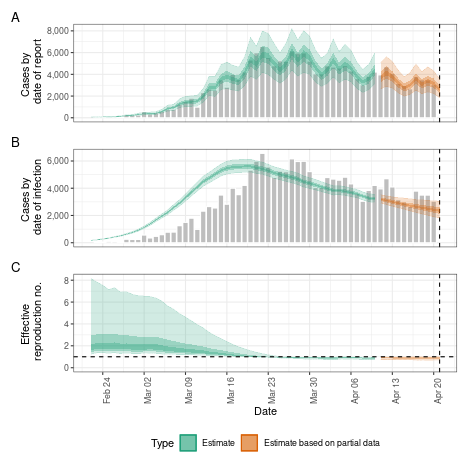 A
Cases by
date of report
8,000
6,000
4,000
2,000
0
B
Cases by
date of infection
6,000
4,000
2,000
0
C
Effective
reproduction no.
8
6
4
2
0
Feb 24
Mar 02
Mar 09
Mar 16
Mar 23
Mar 30
Apr 06
Apr 13
Apr 20
Date
Type
Estimate
Estimate based on partial data